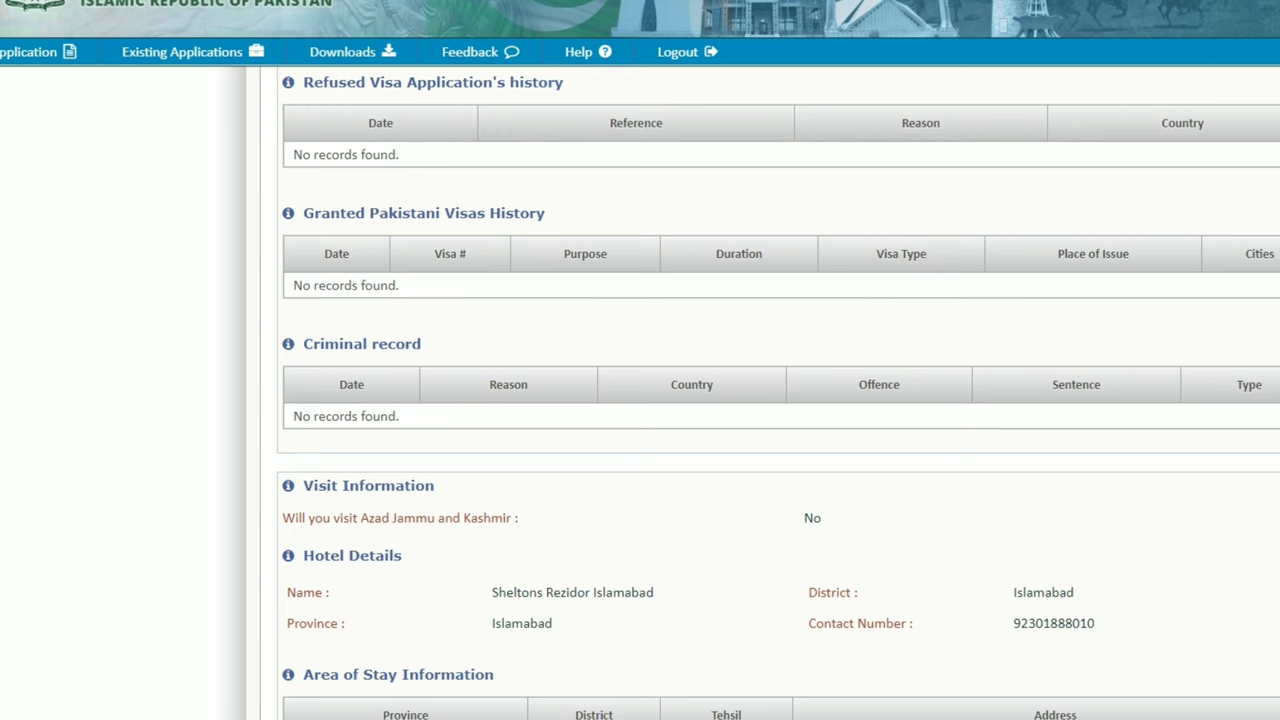 ISLAMIC REPUBLIC OF PAKISTAN
pplication Existing Applications Downloads Feedback Help Logout
Refused Visa Application's history
Date Reference Reason Country
No records found.
Granted Pakistani Visas History
Date Visa # Purpose Duration Visa Type Place of Issue Cities
No records found.
Criminal record
Date Reason Country Offence Sentence Type
No records found.
Visit Information
Will you visit Azad Jammu and Kashmir : No
Hotel Details
Name : Sheltons Rezidor Islamabad District : Islamabad
Province : Islamabad Contact Number : 92301888010
Area of Stay Information
Province District Tehsil Address